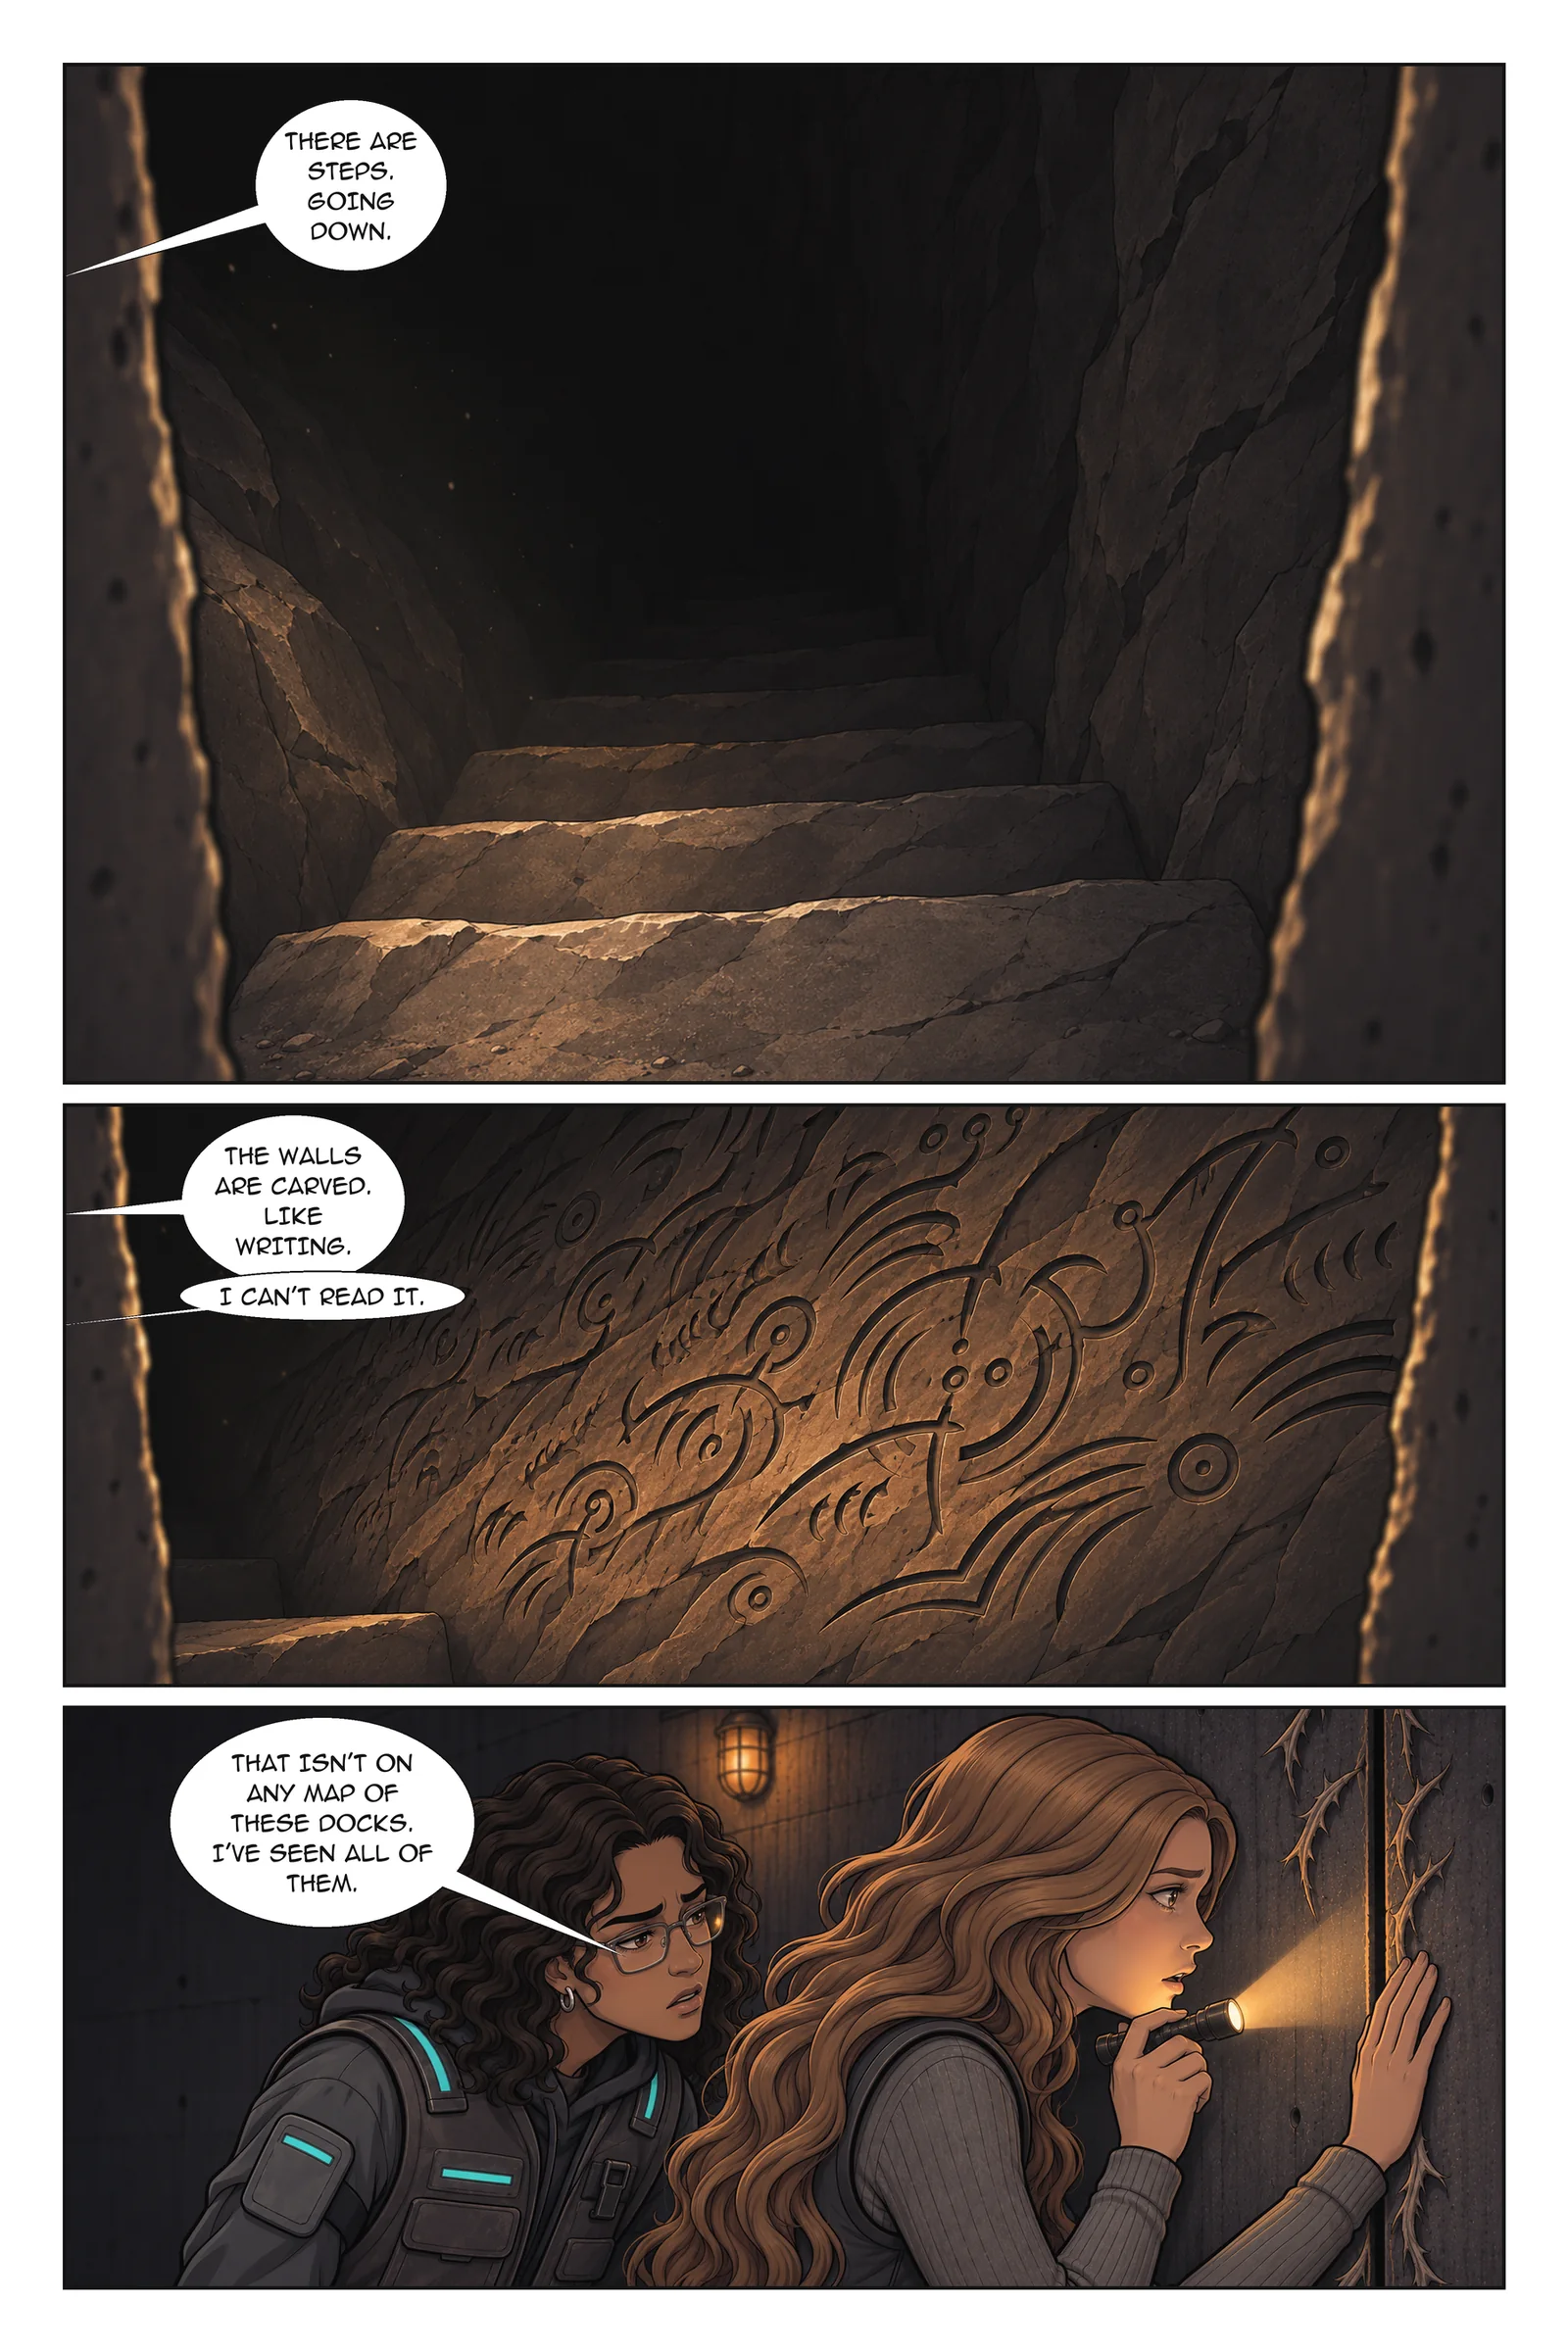 THERE ARE
STEPS.
GOING
DOWN.
THE WALLS
ARE CARVED.
LIKE
WRITING.
I CAN'T READ IT.
THAT ISN'T ON
ANY MAP OF
THESE DOCKS.
I'VE SEEN ALL OF
THEM.